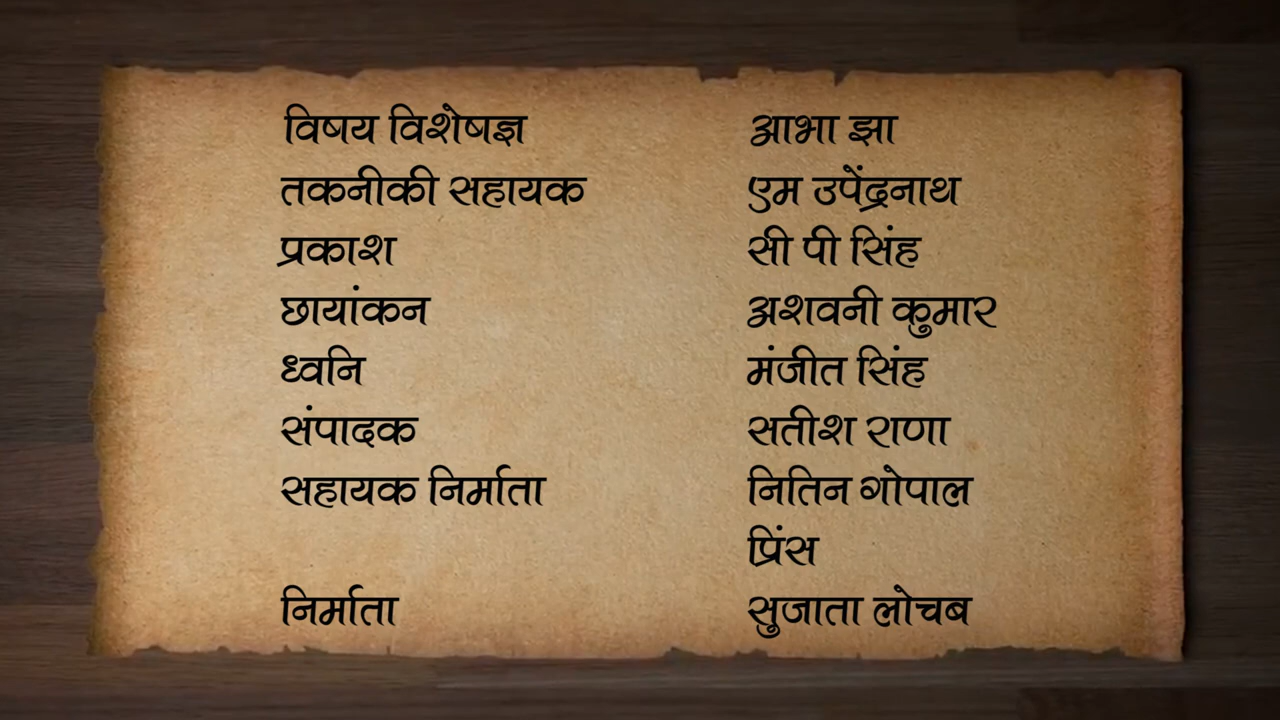 विषय विशेषज्ञ आभा झा
तकनीकी सहायक एम उपेंद्रनाथ
प्रकाश सी पी सिंह
छायांकन अशवनी कुमार
ध्वनि मंजीत सिंह
संपादक सतीश राणा
सहायक निर्माता नितिन गोपाल
प्रिंस
निर्माता सुजाता लोचब